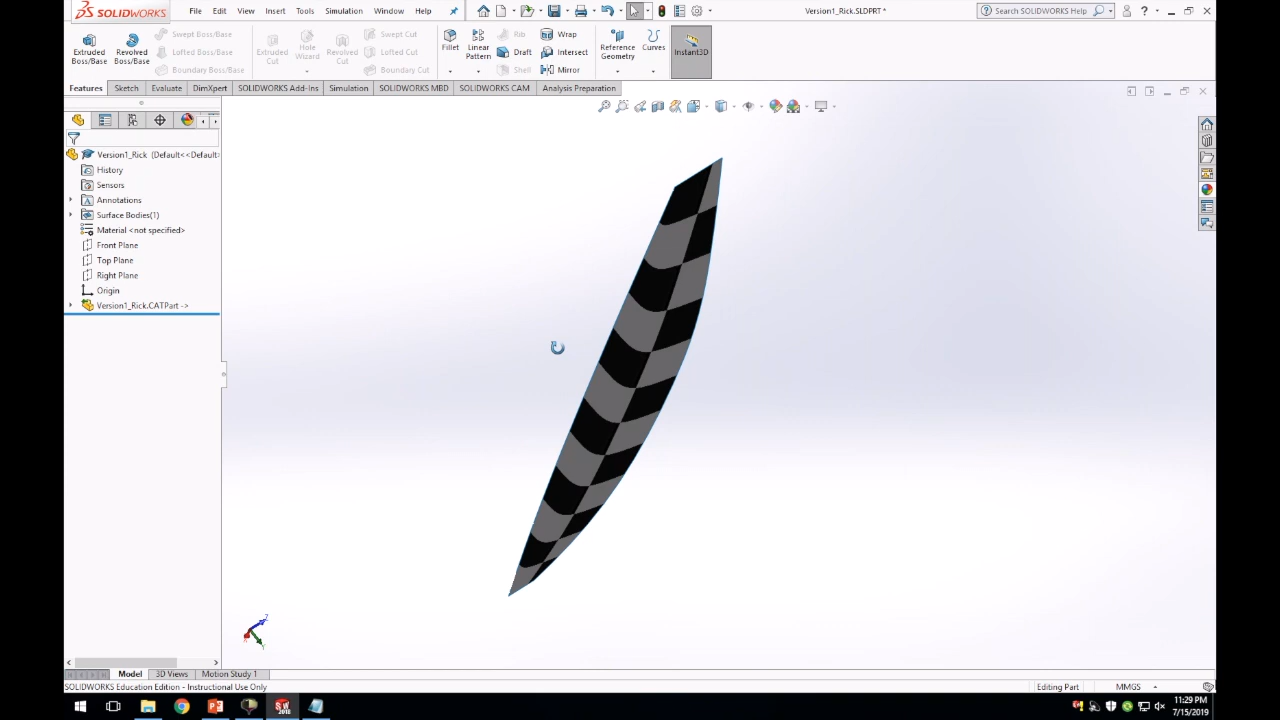 SOLIDWORKS File Edit View Insert Tools Simulation Window Help Version1_Rick.SLDPRT * Search SOLIDWORKS Help
Extruded Boss/Base Revolved Boss/Base Swept Boss/Base Lofted Boss/Base Boundary Boss/Base Extruded Cut Hole Wizard Revolved Cut Swept Cut Lofted Cut Boundary Cut Fillet Linear Pattern Rib Draft Shell Wrap Intersect Mirror Reference Geometry Curves Instant3D
Features Sketch Evaluate DimXpert SOLIDWORKS Add-Ins Simulation SOLIDWORKS MBD SOLIDWORKS CAM Analysis Preparation
Version1_Rick (Default<<Default>
History
Sensors
Annotations
Surface Bodies(1)
Material <not specified>
Front Plane
Top Plane
Right Plane
Origin
Version1_Rick.CATPart ->
Model 3D Views Motion Study 1
SOLIDWORKS Education Edition - Instructional Use Only Editing Part MMGS
11:29 PM
7/15/2019